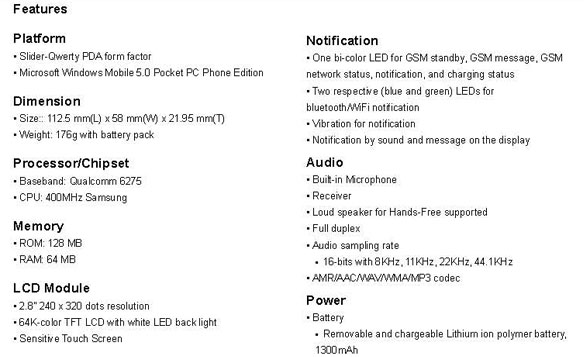 Features
Platform
• Slider-Qwerty PDA form factor
• Microsoft Windows Mobile 5.0 Pocket PC Phone Edition
Dimension
• Size:: 112.5 mm(L) x 58 mm(W) x 21.95 mm(T)
• Weight: 176g with battery pack
Processor/Chipset
• Baseband: Qualcomm 6275
• CPU: 400MHz Samsung
Memory
• ROM: 128 MB
• RAM: 64 MB
LCD Module
• 2.8" 240 x 320 dots resolution
• 64K-color TFT LCD with white LED back light
• Sensitive Touch Screen
Notification
• One bi-color LED for GSM standby, GSM message, GSM
network status, notification, and charging status
• Two respective (blue and green) LEDs for
bluetooth/WiFi notification
• Vibration for notification
• Notification by sound and message on the display
Audio
• Built-in Microphone
• Receiver
• Loud speaker for Hands-Free supported
• Full duplex
• Audio sampling rate
• 16-bits with 8KHz, 11KHz, 22KHz, 44.1KHz
• AMR/AAC/WAV/WMA/MP3 codec
Power
• Battery
• Removable and chargeable Lithium ion polymer battery,
1300mAh